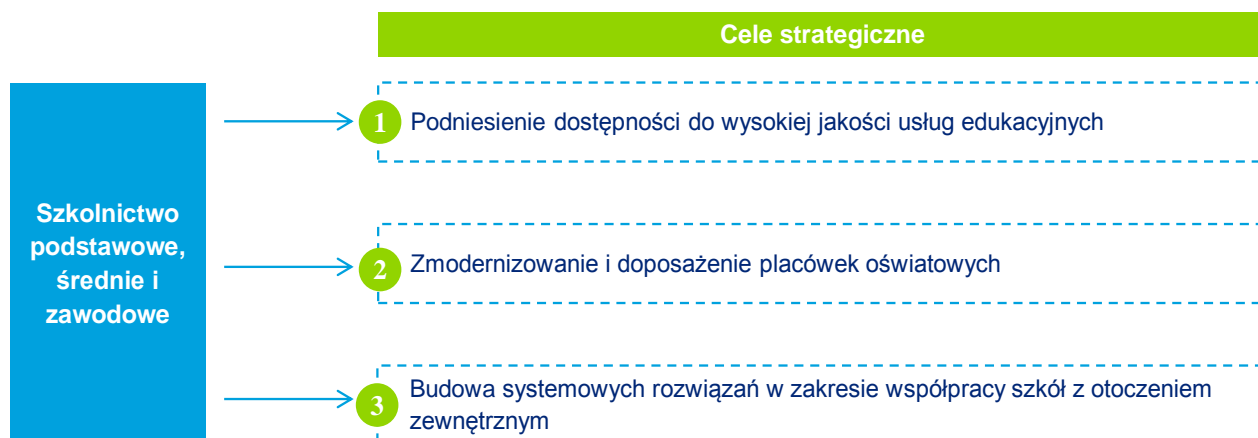 Cele strategiczne
Szkolnictwo
podstawowe,
średnie i
zawodowe
1 Podniesienie dostępności do wysokiej jakości usług edukacyjnych
2 Zmodernizowanie i doposażenie placówek oświatowych
3 Budowa systemowych rozwiązań w zakresie współpracy szkół z otoczeniem
zewnętrznym